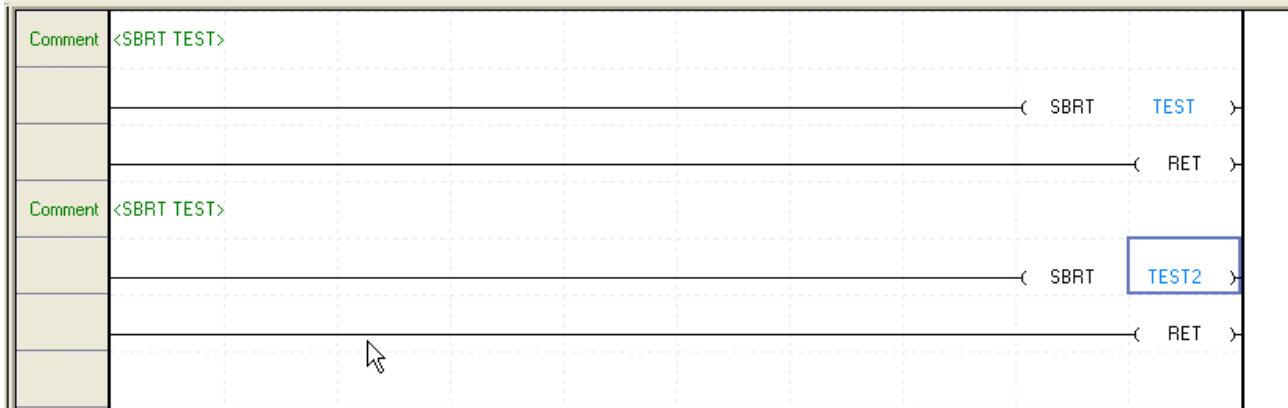 Comment <SBRT TEST>
( SBRT TEST )
( RET )
Comment <SBRT TEST>
( SBRT TEST2 )
( RET )